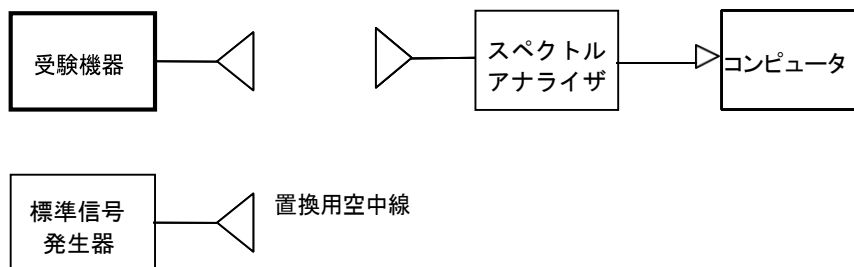 受験機器
スペクトル
アナライザ
コンピュータ
標準信号
発生器
置換用空中線